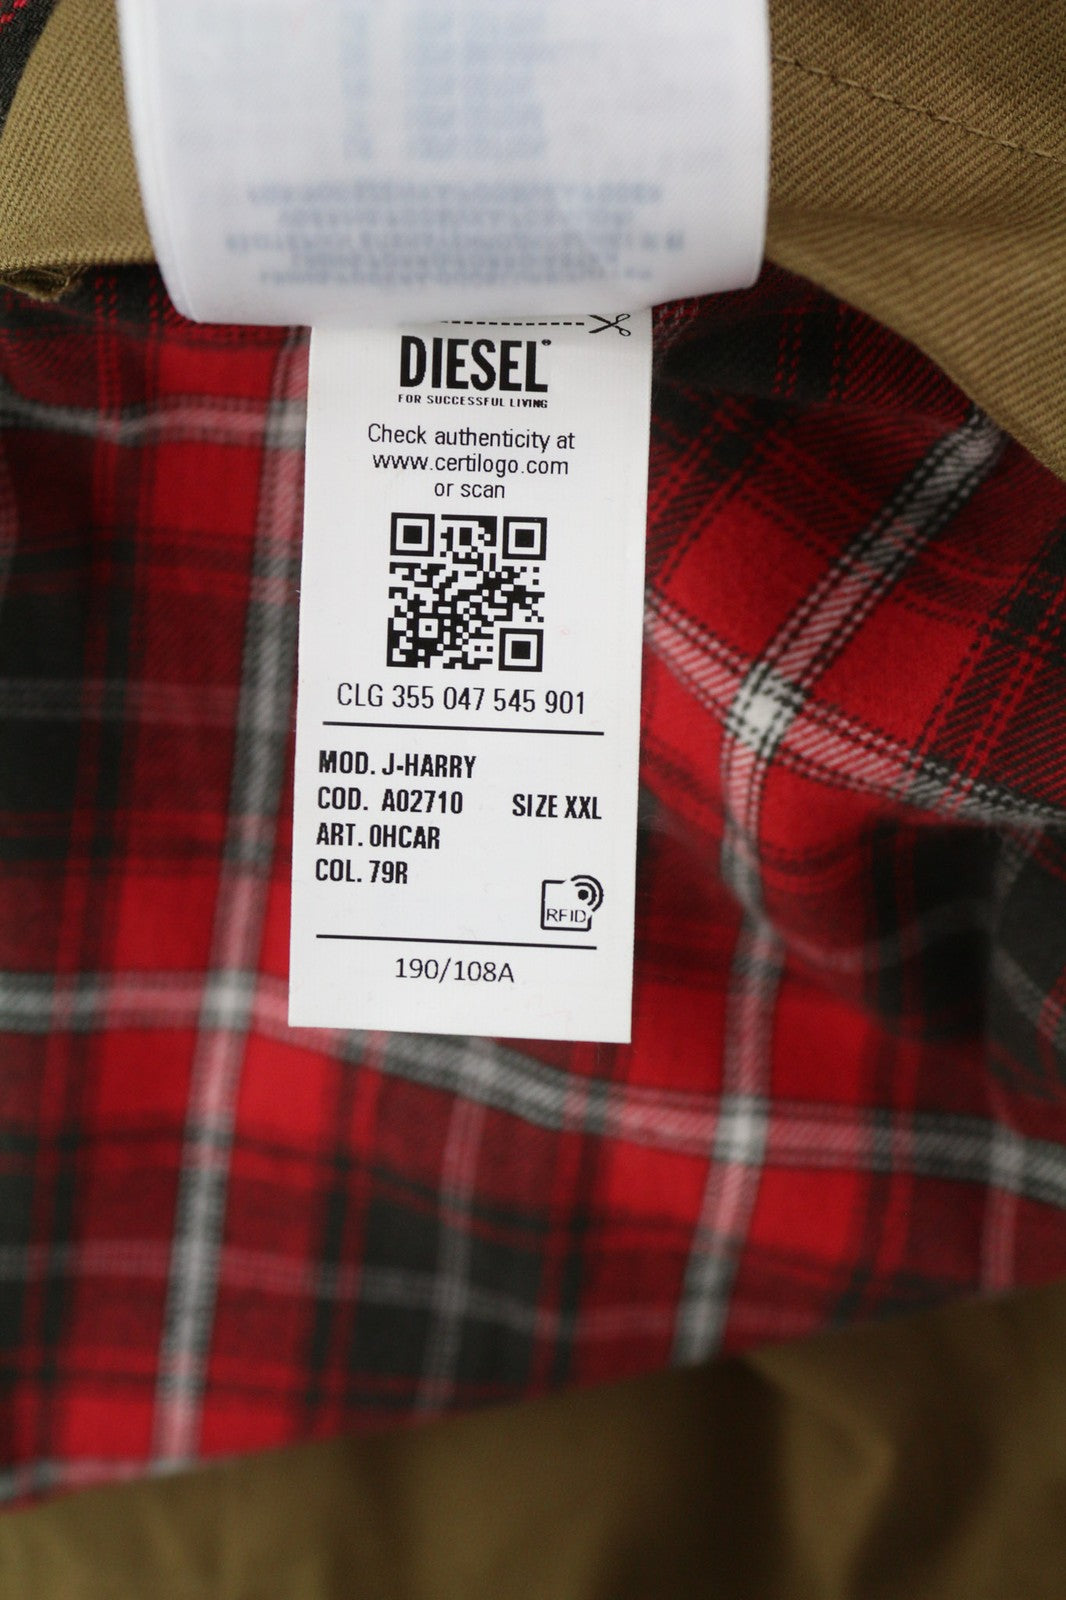 DIESEL
FOR SUCCESSFUL LIVING
Check authenticity at
www.certilogo.com
or scan
CLG 355 047 545 901
MOD. J-HARRY
COD. A02710 SIZE XXL
ART. 0HCAR
COL. 79R
RFID
190/108A